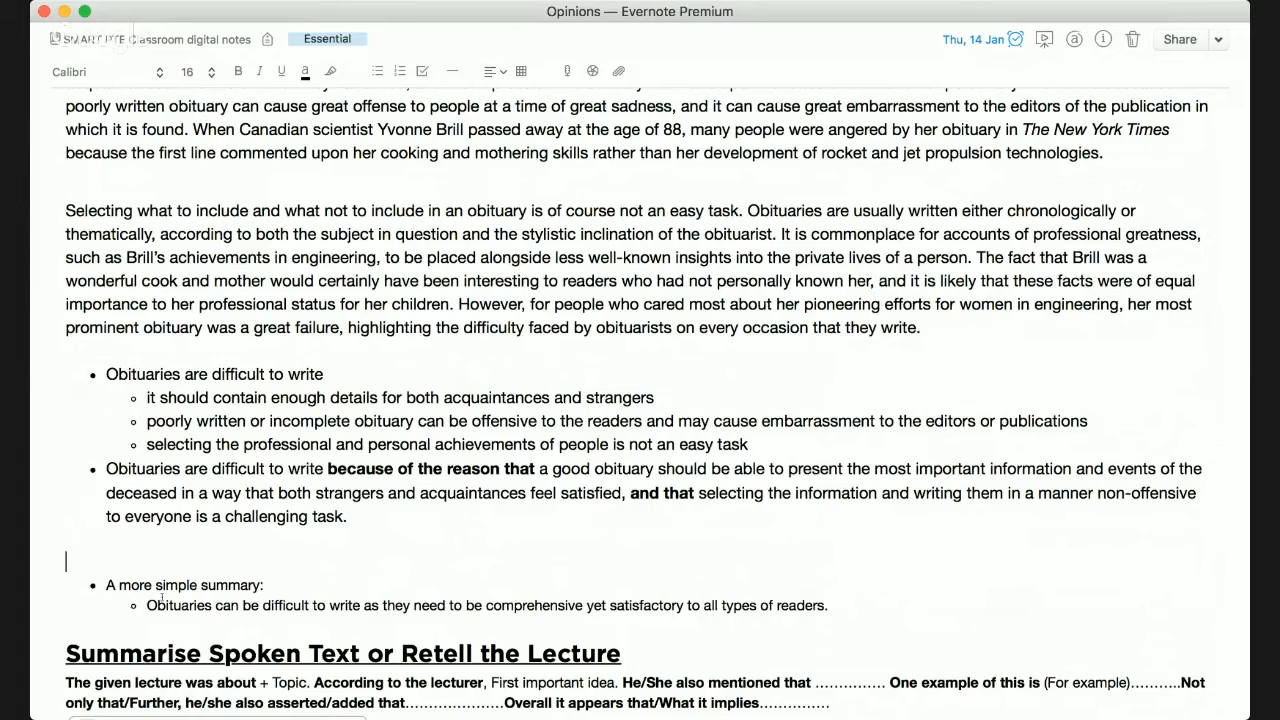 Opinions — Evernote Premium
Classroom digital notes
Essential
Thu, 14 Jan
Share
Calibri
16
B I U a
poorly written obituary can cause great offense to people at a time of great sadness, and it can cause great embarrassment to the editors of the publication in
which it is found. When Canadian scientist Yvonne Brill passed away at the age of 88, many people were angered by her obituary in The New York Times
because the first line commented upon her cooking and mothering skills rather than her development of rocket and jet propulsion technologies.
Selecting what to include and what not to include in an obituary is of course not an easy task. Obituaries are usually written either chronologically or
thematically, according to both the subject in question and the stylistic inclination of the obituarist. It is commonplace for accounts of professional greatness,
such as Brill's achievements in engineering, to be placed alongside less well-known insights into the private lives of a person. The fact that Brill was a
wonderful cook and mother would certainly have been interesting to readers who had not personally known her, and it is likely that these facts were of equal
importance to her professional status for her children. However, for people who cared most about her pioneering efforts for women in engineering, her most
prominent obituary was a great failure, highlighting the difficulty faced by obituarists on every occasion that they write.
• Obituaries are difficult to write
◦ it should contain enough details for both acquaintances and strangers
◦ poorly written or incomplete obituary can be offensive to the readers and may cause embarrassment to the editors or publications
◦ selecting the professional and personal achievements of people is not an easy task
• Obituaries are difficult to write because of the reason that a good obituary should be able to present the most important information and events of the
deceased in a way that both strangers and acquaintances feel satisfied, and that selecting the information and writing them in a manner non-offensive
to everyone is a challenging task.
• A more simple summary:
◦ Obituaries can be difficult to write as they need to be comprehensive yet satisfactory to all types of readers.
Summarise Spoken Text or Retell the Lecture
The given lecture was about + Topic. According to the lecturer, First important idea. He/She also mentioned that …………… One example of this is (For example)………..Not
only that/Further, he/she also asserted/added that…………………Overall it appears that/What it implies……………